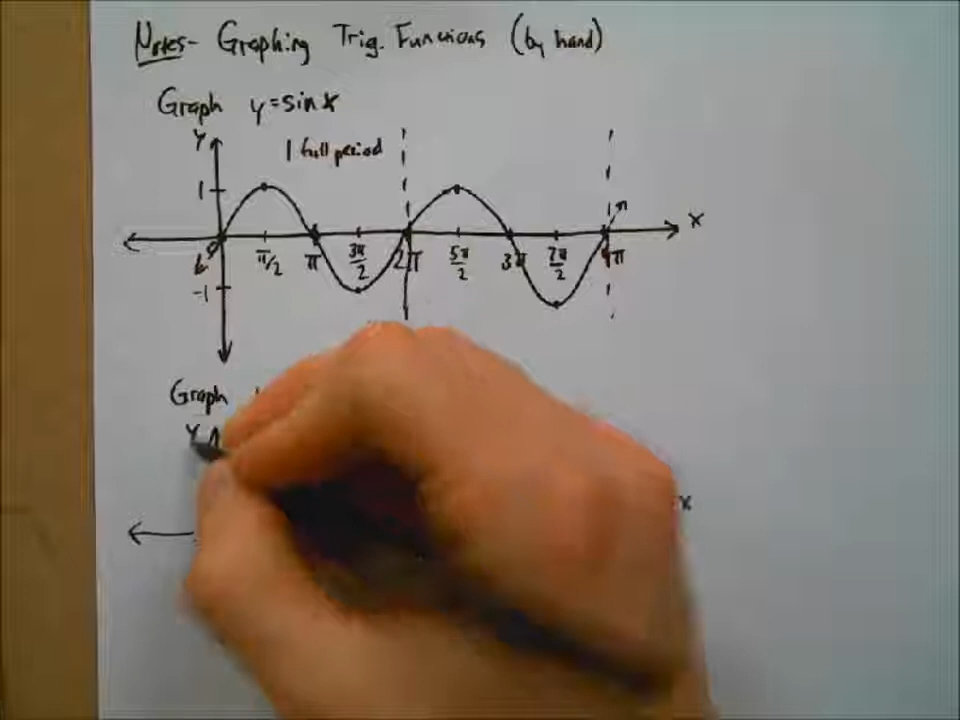 Notes- Graphing Trig. Funcions (by hand)
Graph y=sin x
y
1 full period
1
x
π/2 π 3π/2 2π 5π/2 3π 7π/2 4π
-1
Graph
y
x